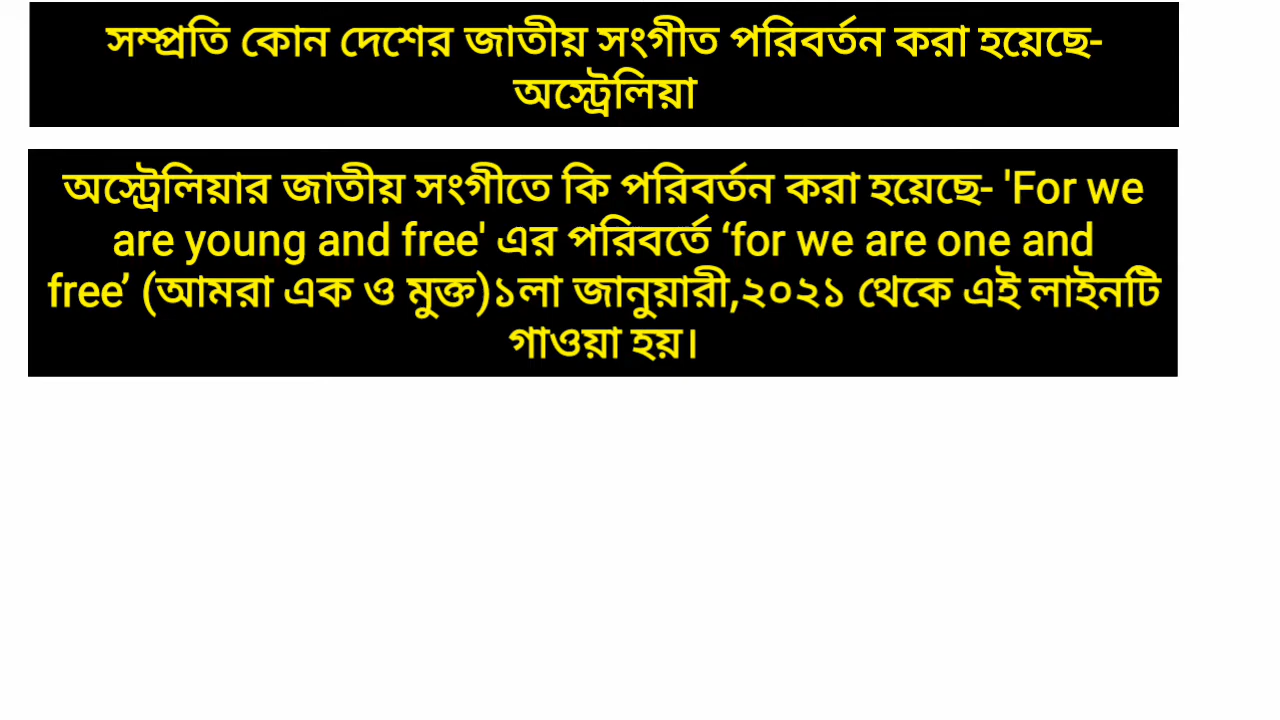 সম্প্রতি কোন দেশের জাতীয় সংগীত পরিবর্তন করা হয়েছে-
অস্ট্রেলিয়া
অস্ট্রেলিয়ার জাতীয় সংগীতে কি পরিবর্তন করা হয়েছে- 'For we
are young and free' এর পরিবর্তে ‘for we are one and
free’ (আমরা এক ও মুক্ত)১লা জানুয়ারী,২০২১ থেকে এই লাইনটি
গাওয়া হয়।